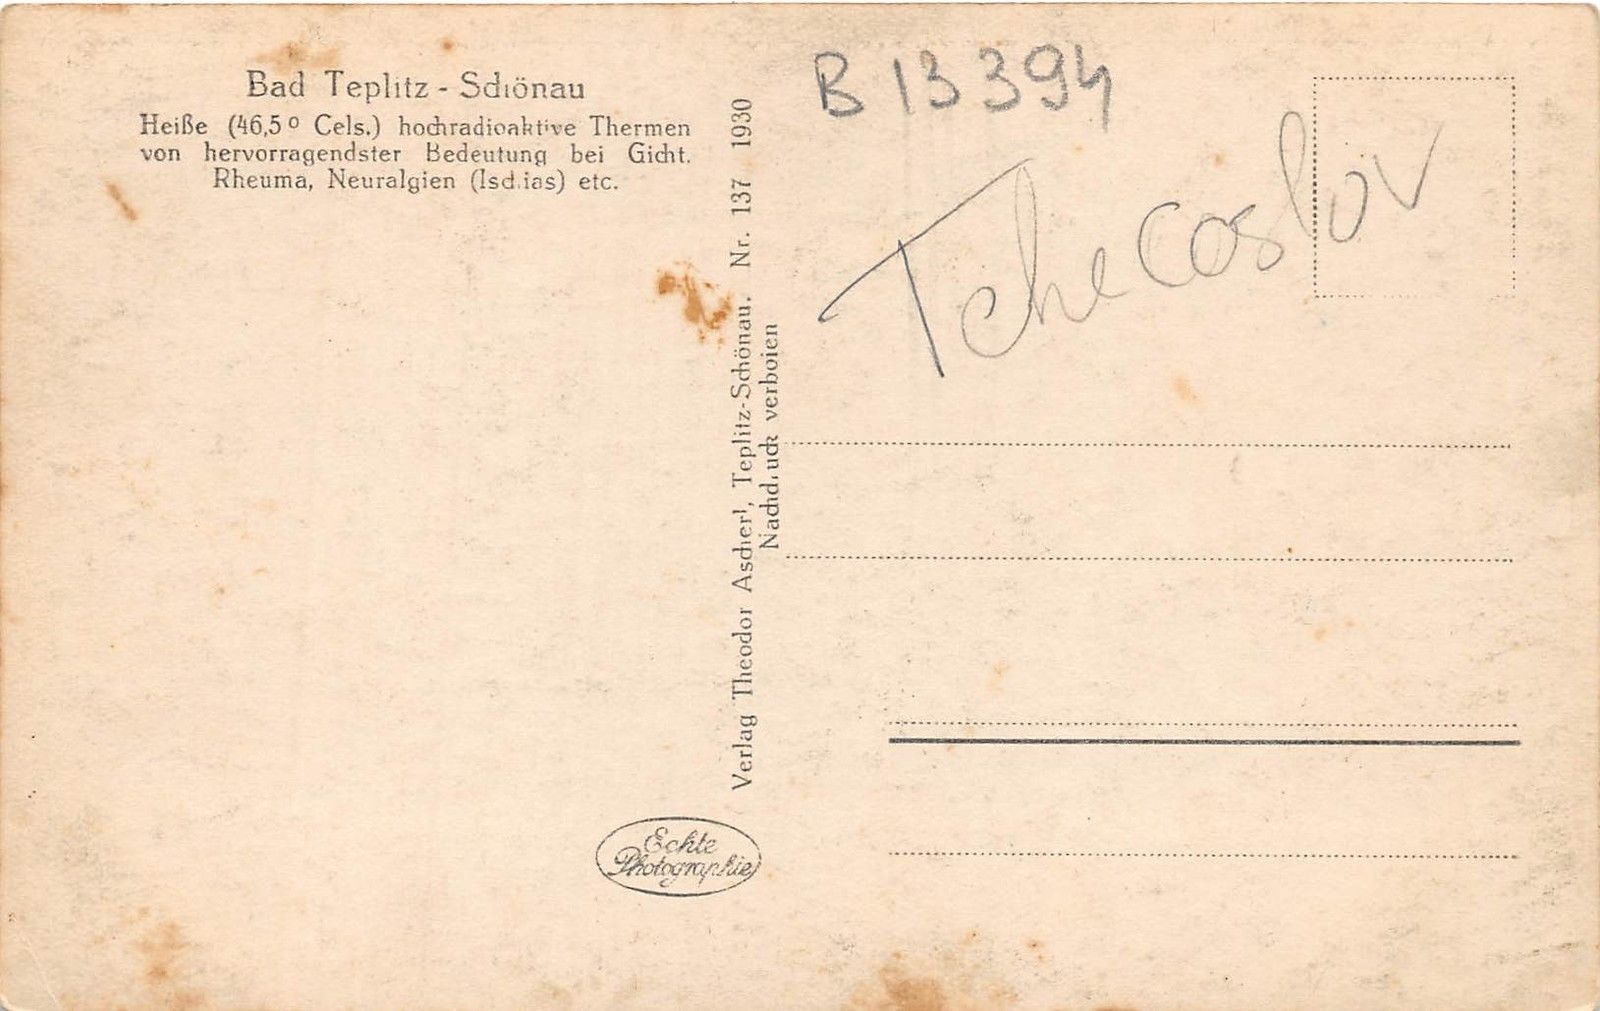 Bad Teplitz - Schönau
Heiße (46,5° Cels.) hochradioaktive Thermen
von hervorragendster Bedeutung bei Gicht.
Rheuma, Neuralgien (Ischias) etc.
Verlag Theodor Ascherl, Teplitz-Schönau. Nr. 137 1930
Nachdruck verboten
Echte
Photographie
B 13394
Tchecoslov